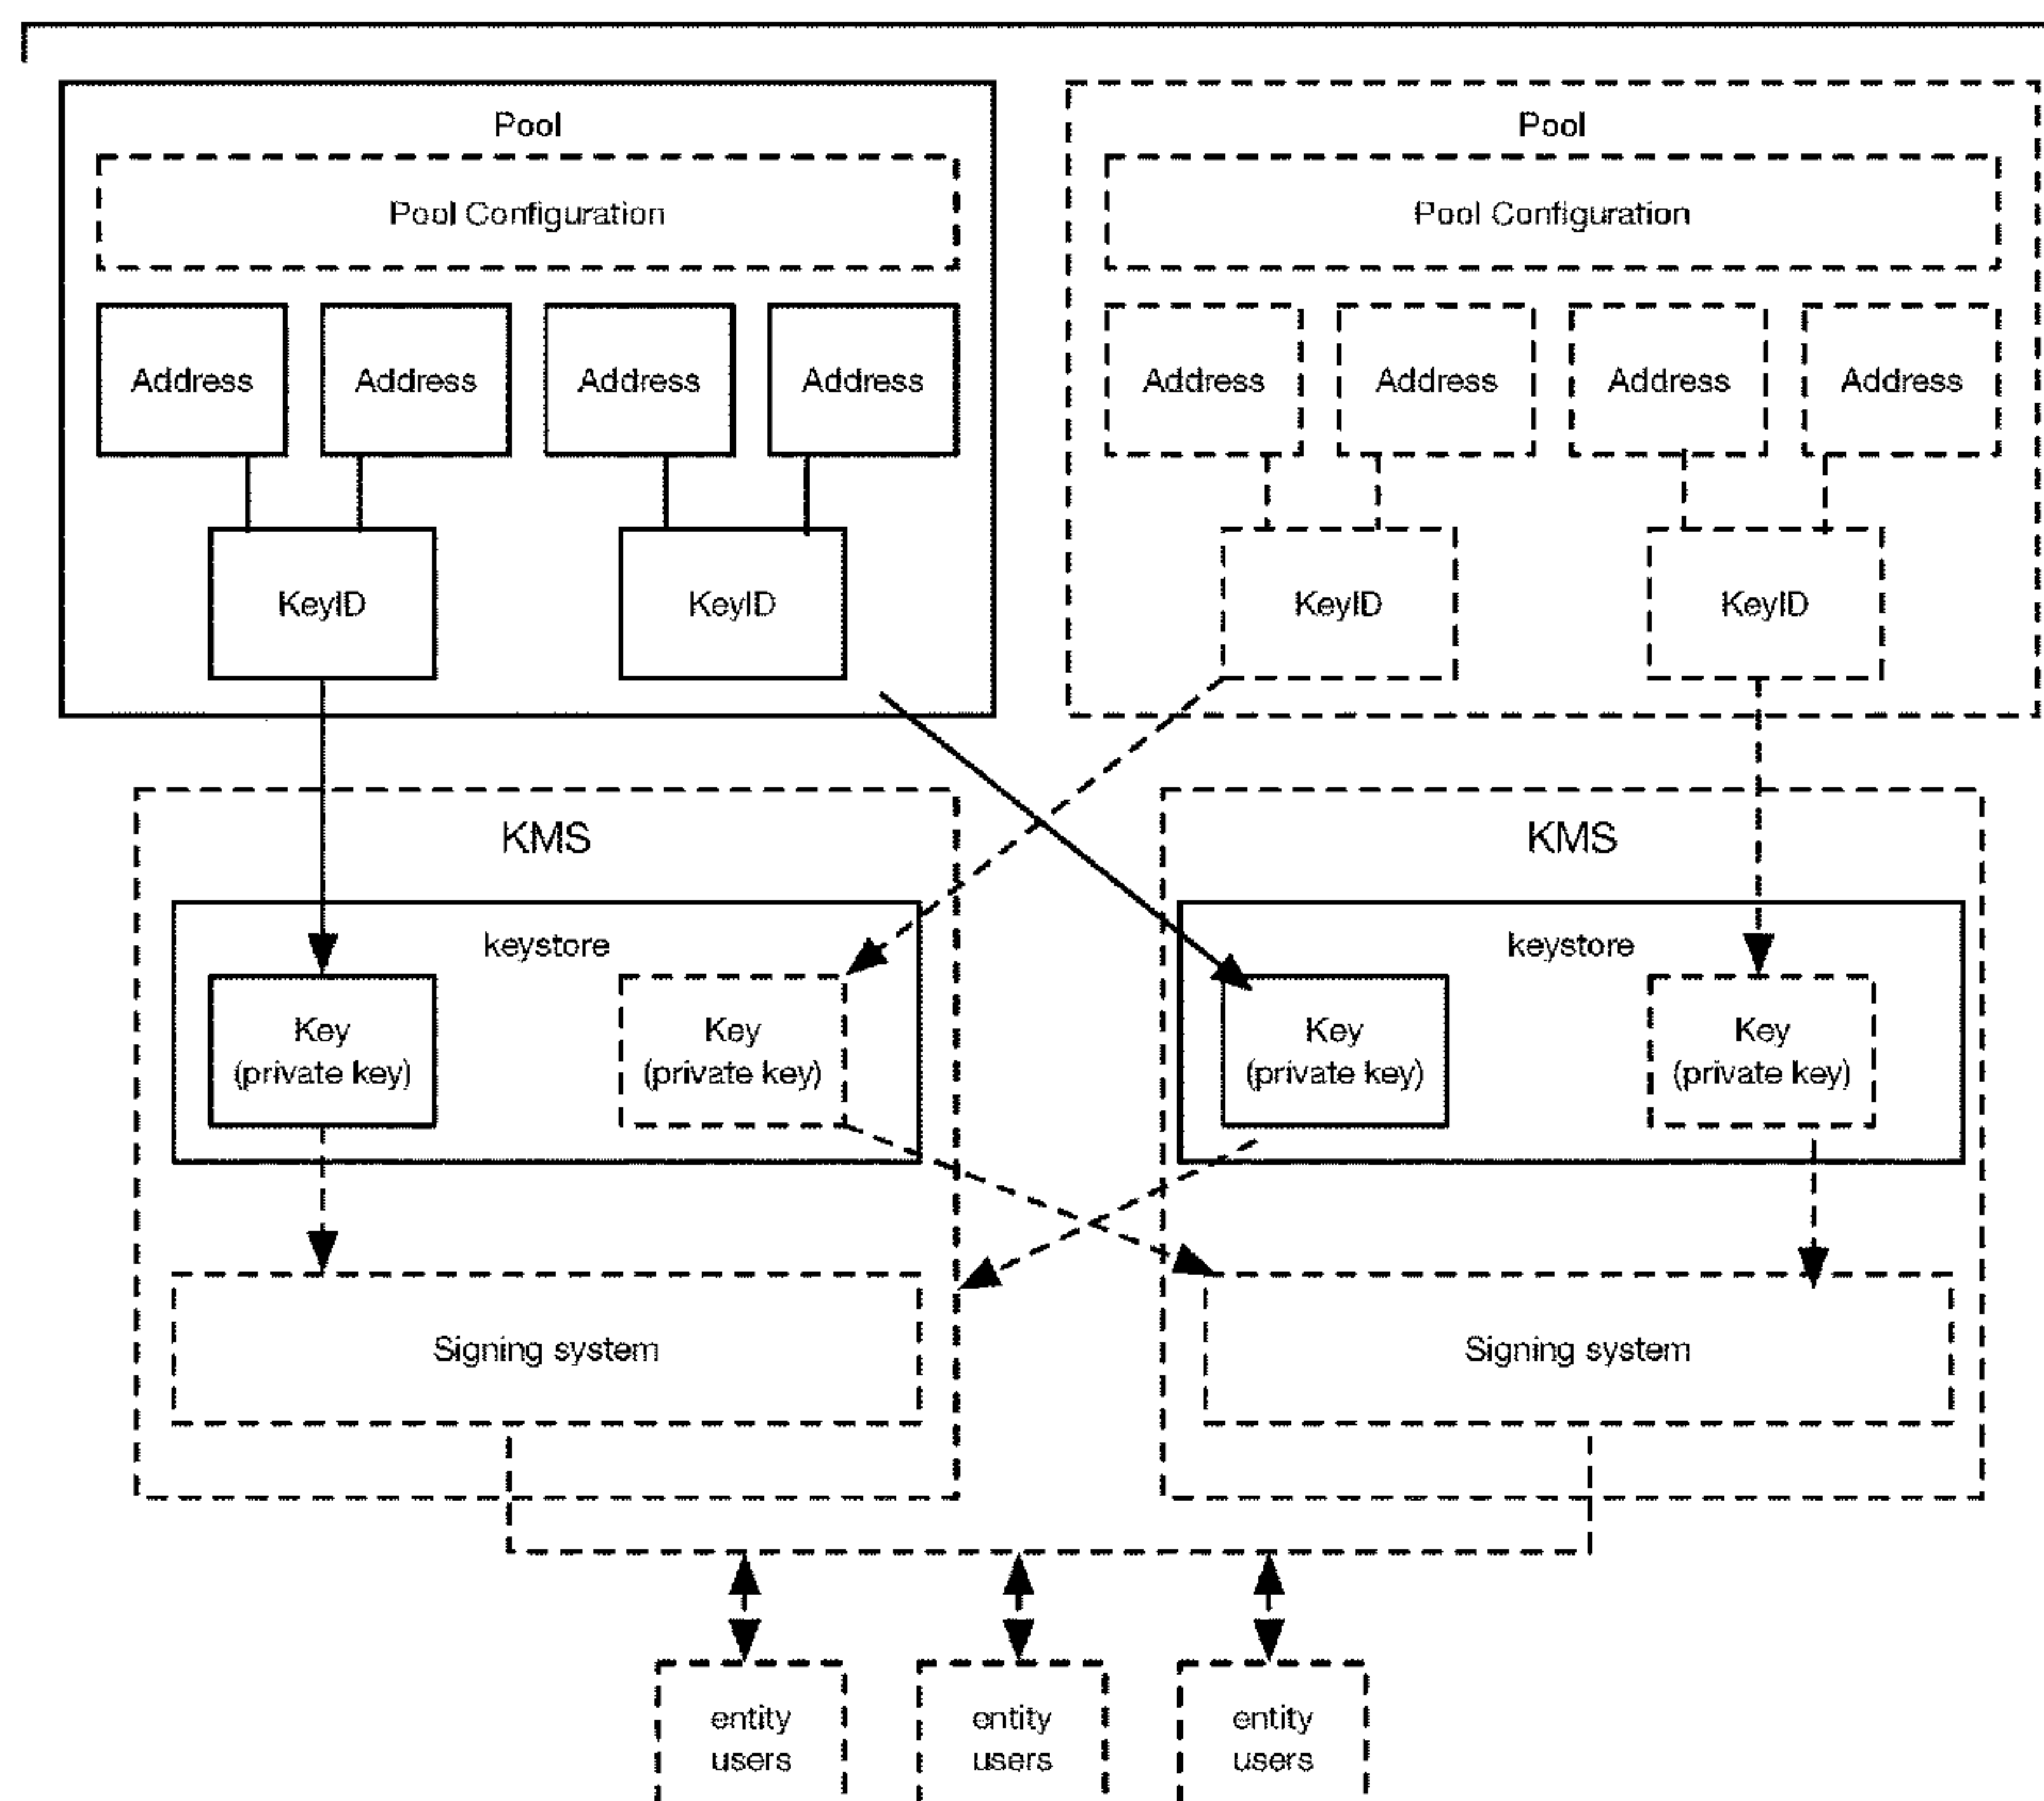 Pool
Pool
Pool Configuration
Pool Configuration
Address
Address
Address
Address
Address
Address
Address
Address
KeyID
KeyID
KeyID
KeyID
KMS
KMS
keystore
keystore
Key
(private key)
Key
(private key)
Key
(private key)
Key
(private key)
Signing system
Signing system
entity
users
entity
users
entity
users